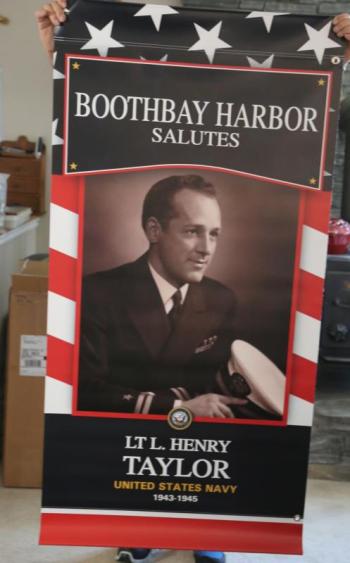 BOOTHBAY HARBOR
SALUTES
LT L. HENRY
TAYLOR
UNITED STATES NAVY
1943-1945